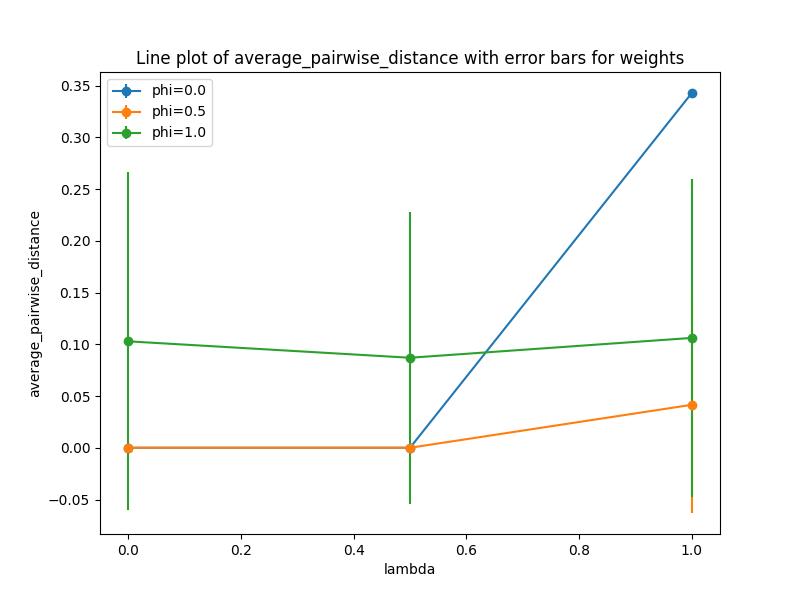 Line plot of average_pairwise_distance with error bars for weights
phi=0.0
phi=0.5
phi=1.0
0.35
0.30
0.25
0.20
0.15
0.10
0.05
0.00
−0.05
average_pairwise_distance
0.0
0.2
0.4
0.6
0.8
1.0
lambda